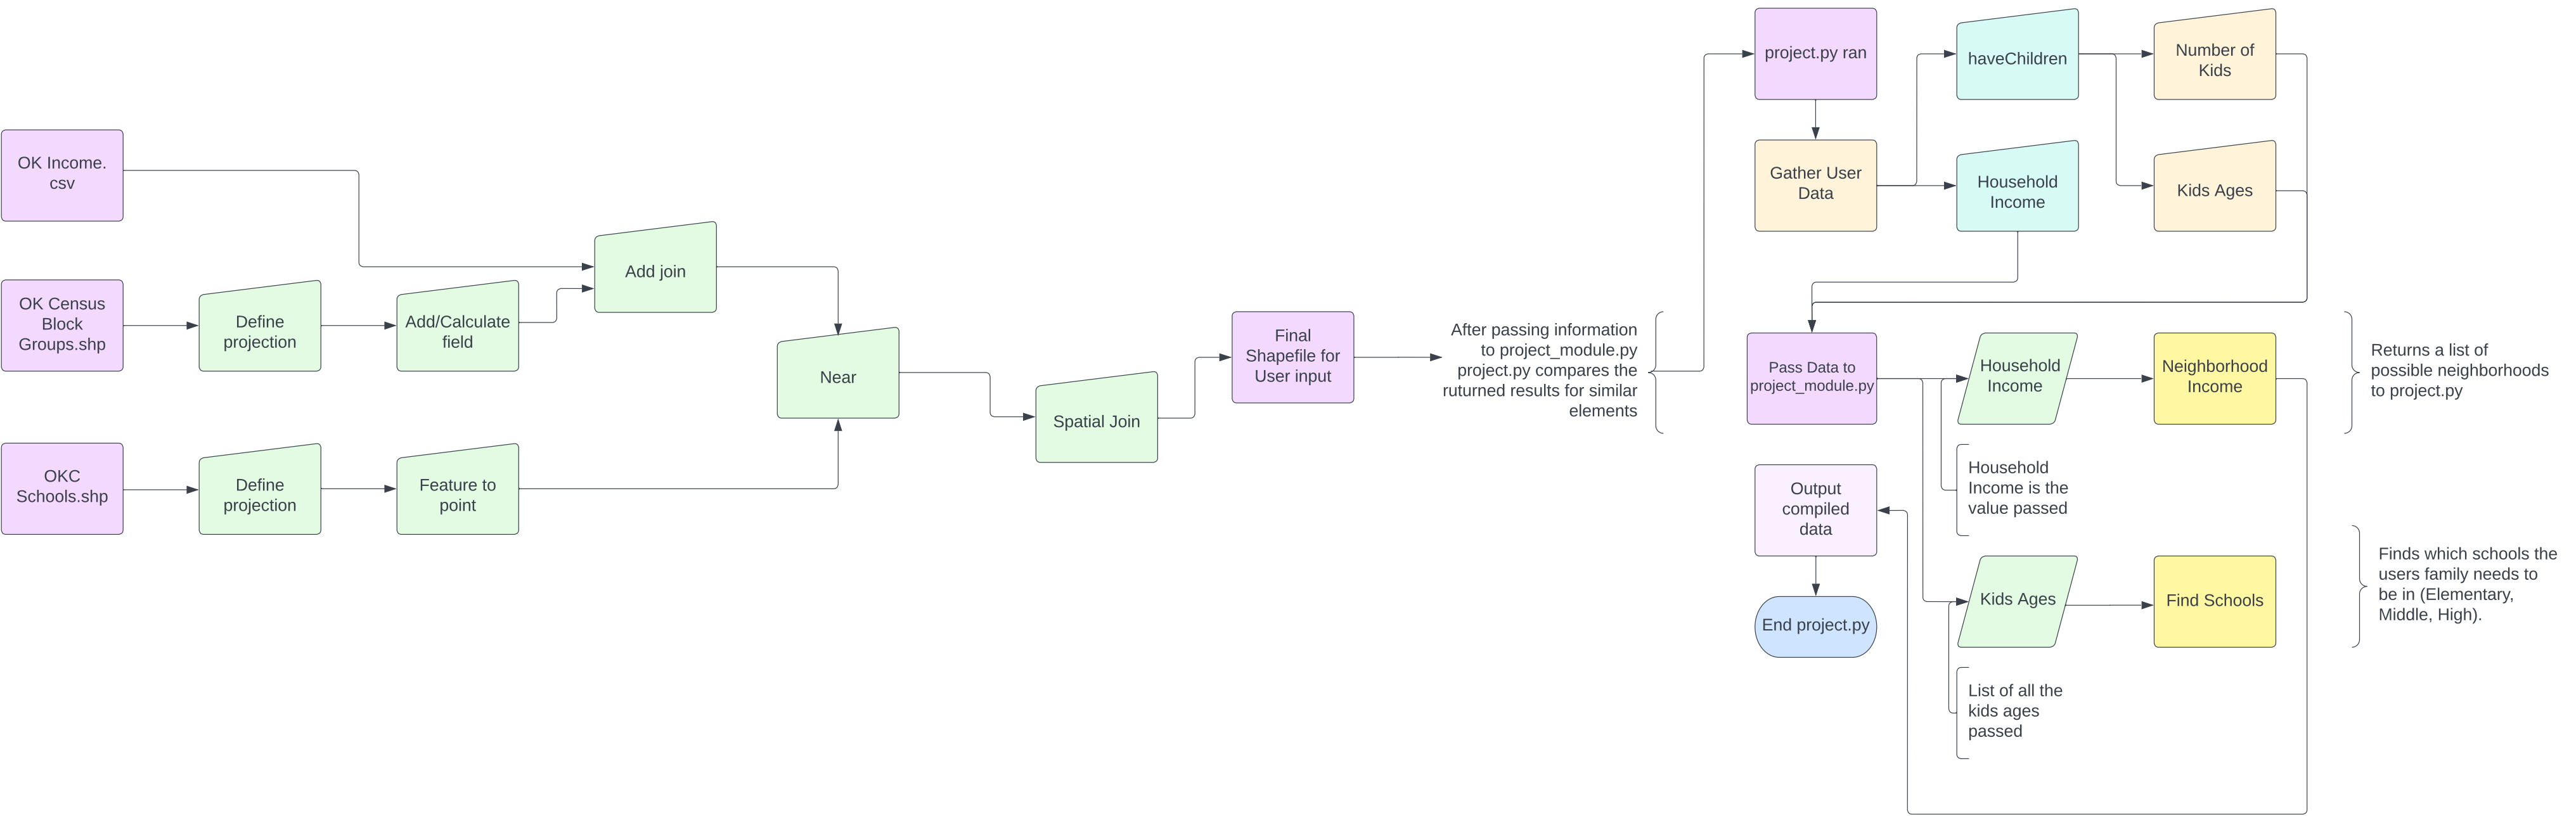 OK Income.
csv
OK Census
Block
Groups.shp
OKC
Schools.shp
Define
projection
Define
projection
Add/Calculate
field
Feature to
point
Add join
Near
Spatial Join
Final
Shapefile for
User input
After passing information
to project_module.py
project.py compares the
ruturned results for similar
elements
project.py ran
Gather User
Data
haveChildren
Household
Income
Number of
Kids
Kids Ages
Pass Data to
project_module.py
Household
Income
Neighborhood
Income
Returns a list of
possible neighborhoods
to project.py
Household
Income is the
value passed
Output
compiled
data
End project.py
Kids Ages
Find Schools
Finds which schools the
users family needs to
be in (Elementary,
Middle, High).
List of all the
kids ages
passed